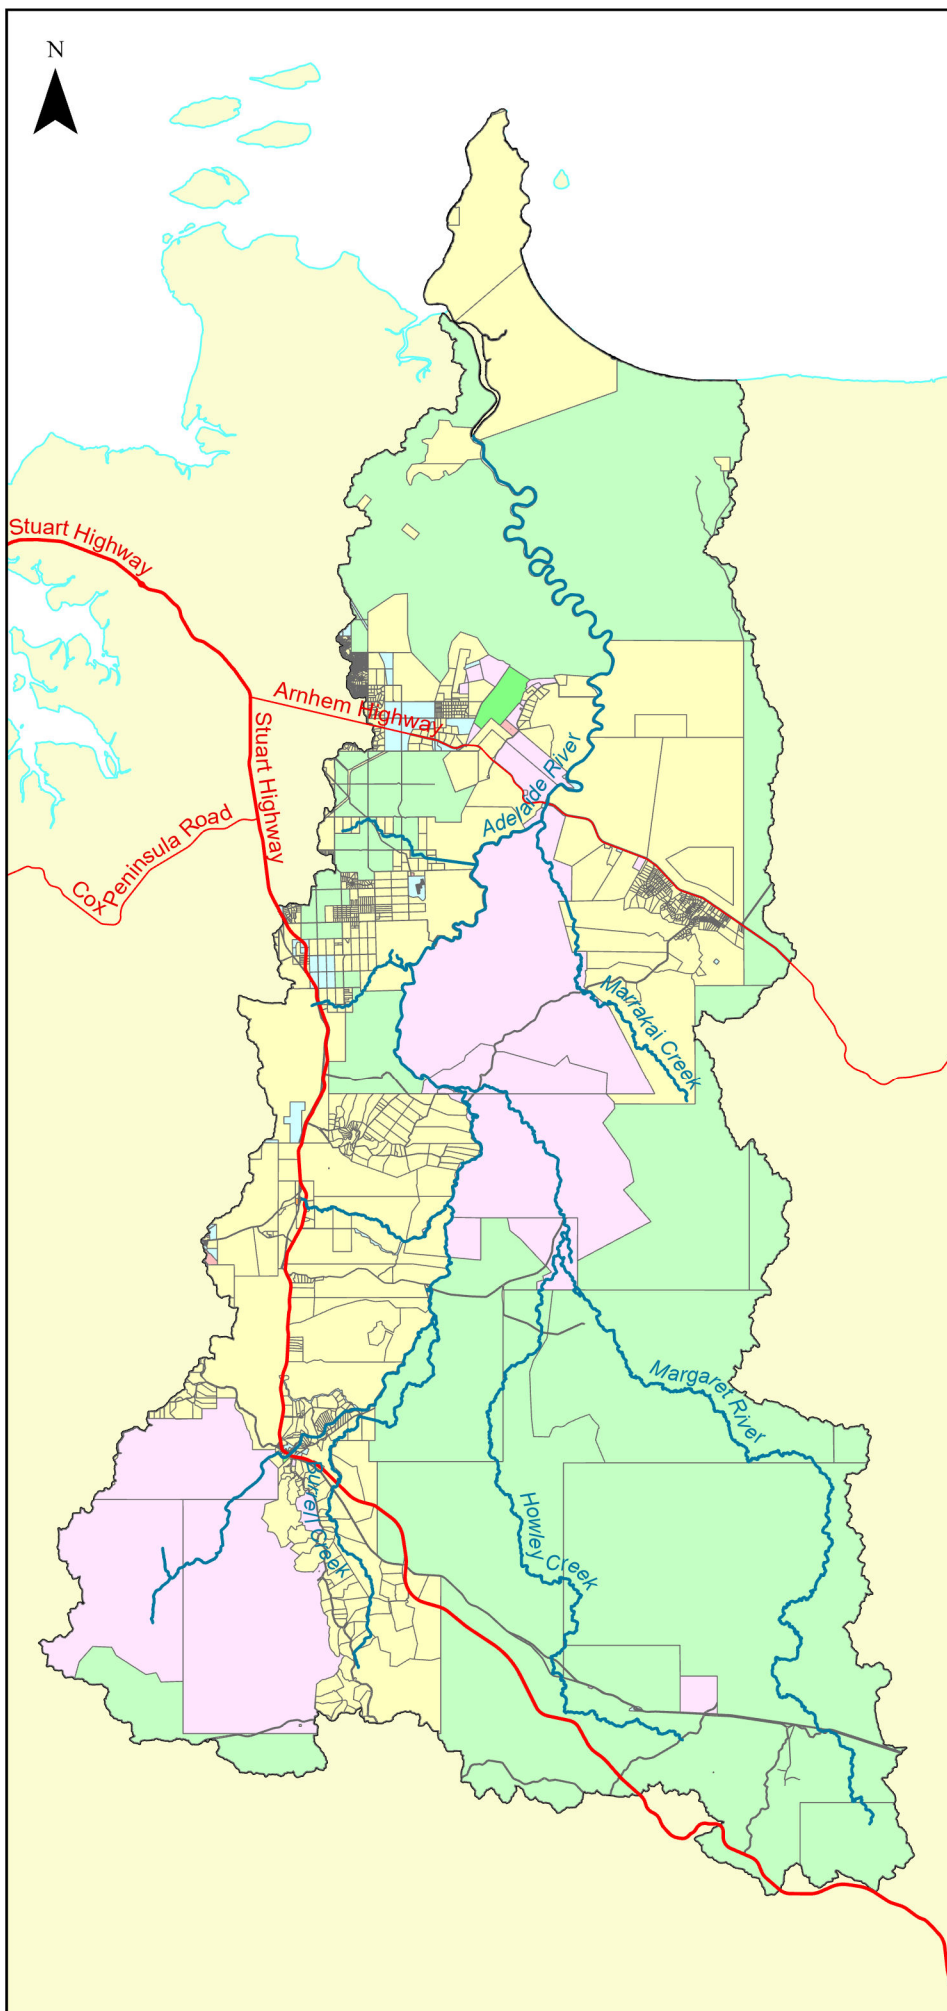 N
Stuart Highway
Arnhem Highway
Stuart Highway
Adelaide River
Cox Peninsula Road
Marrakai Creek
Margaret River
Burrell Creek
Howley Creek